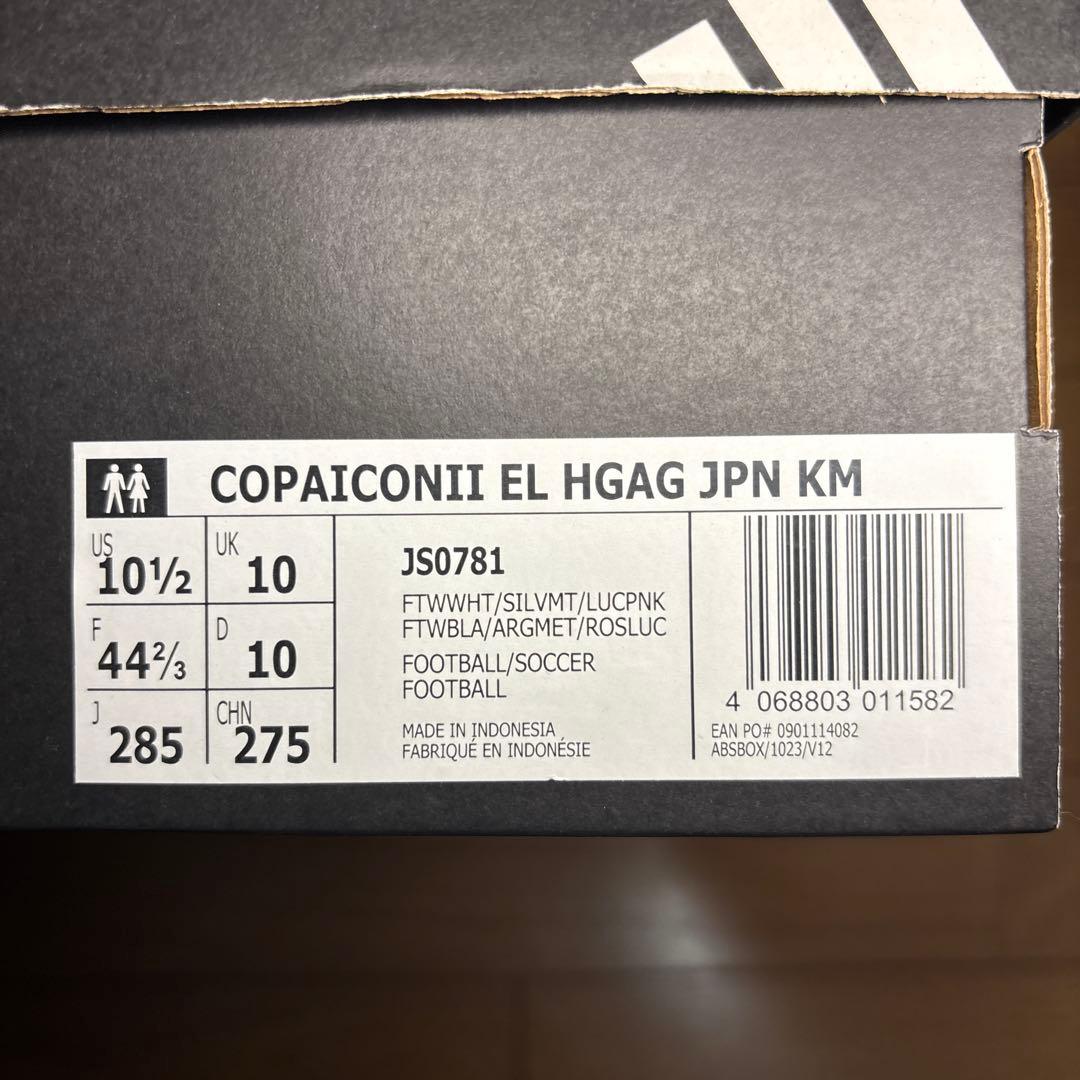 COPAICONII EL HGAG JPN KM
US 10½ UK 10
F 44⅔ D 10
J 285 CHN 275
JS0781
FTWWHT/SILVMT/LUCPNK
FTWBLA/ARGMET/ROSLUC
FOOTBALL/SOCCER
FOOTBALL
MADE IN INDONESIA
FABRIQUÉ EN INDONÉSIE
4 068803 011582
EAN PO# 0901114082
ABSBOX/1023/V12